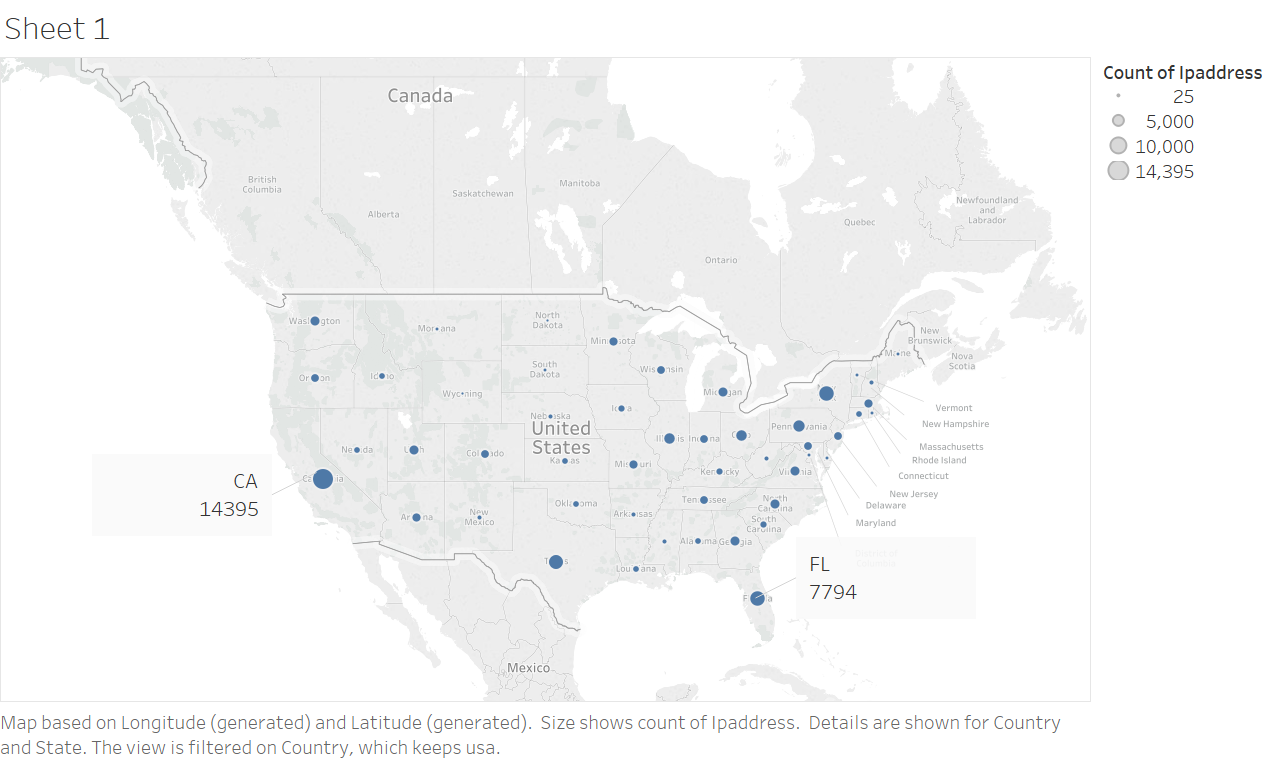 Sheet 1
Count of Ipaddress
25
5,000
10,000
14,395
Canada
British
Columbia
Alberta
Saskatchewan
Manitoba
Ontario
Quebec
Newfoundland
and
Labrador
New
Brunswick
Nova
Scotia
Washington
Montana
North
Dakota
Minnesota
Maine
Oregon
Idaho
South
Dakota
Wisconsin
Michigan
Wyoming
Nebraska
Iowa
Vermont
New Hampshire
Massachusetts
Rhode Island
Connecticut
New Jersey
Delaware
Maryland
Pennsylvania
United
States
Illinois
Indiana
Nevada
Utah
Colorado
Kansas
Missouri
Kentucky
Virginia
California
CA
14395
Arizona
New
Mexico
Oklahoma
Arkansas
Tennessee
North
Carolina
South
Carolina
Alabama
Georgia
Texas
Louisiana
Florida
FL
7794
Mexico
Map based on Longitude (generated) and Latitude (generated).  Size shows count of Ipaddress.  Details are shown for Country
and State. The view is filtered on Country, which keeps usa.